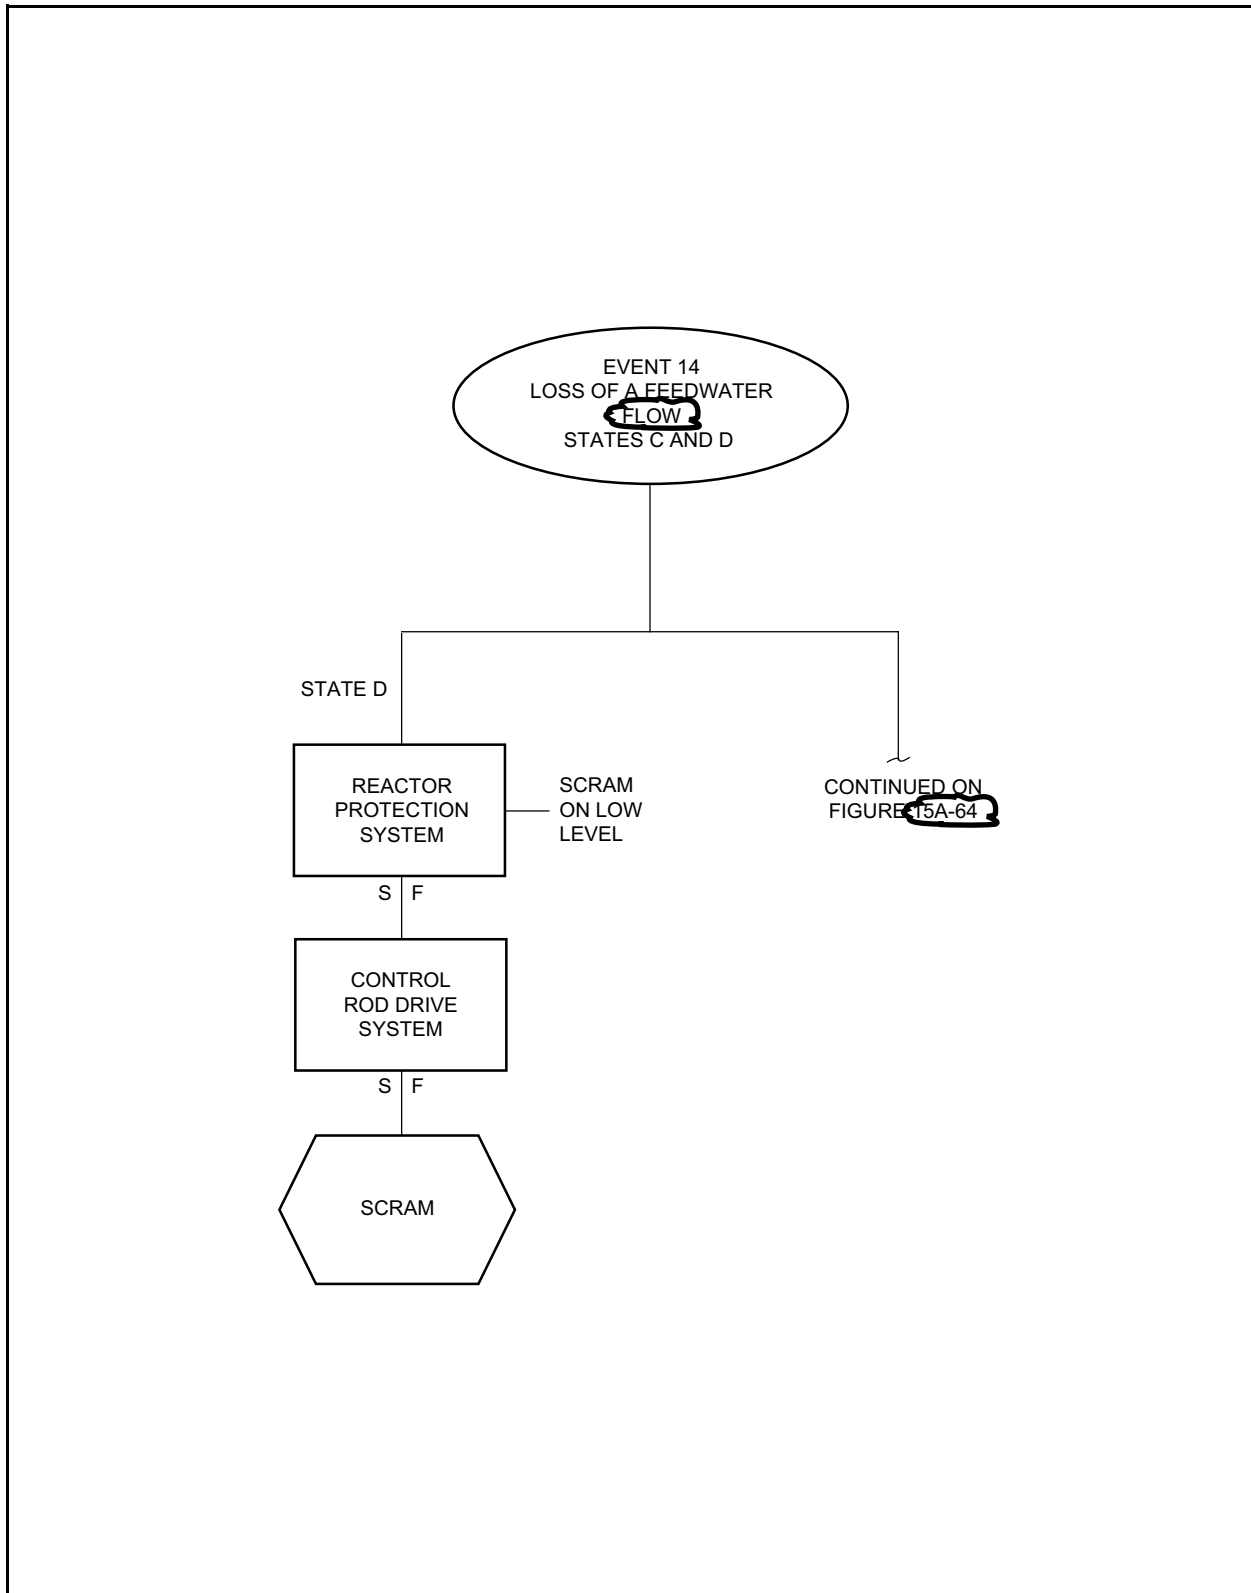 EVENT 14
LOSS OF A FEEDWATER
FLOW
STATES C AND D
STATE D
REACTOR
PROTECTION
SYSTEM
SCRAM
ON LOW
LEVEL
CONTINUED ON
FIGURE 15A-64
S F
CONTROL
ROD DRIVE
SYSTEM
S F
SCRAM